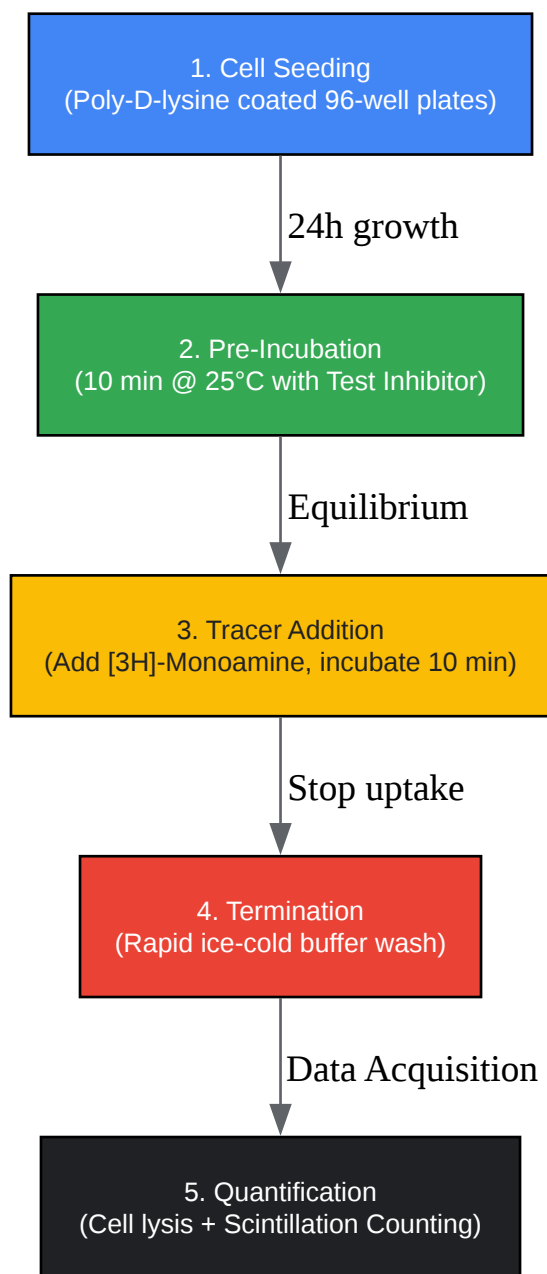 1. Cell Seeding
(Poly-D-lysine coated 96-well plates)
24h growth
2. Pre-Incubation
(10 min @ 25°C with Test Inhibitor)
Equilibrium
3. Tracer Addition
(Add [3H]-Monoamine, incubate 10 min)
Stop uptake
4. Termination
(Rapid ice-cold buffer wash)
Data Acquisition
5. Quantification
(Cell lysis + Scintillation Counting)